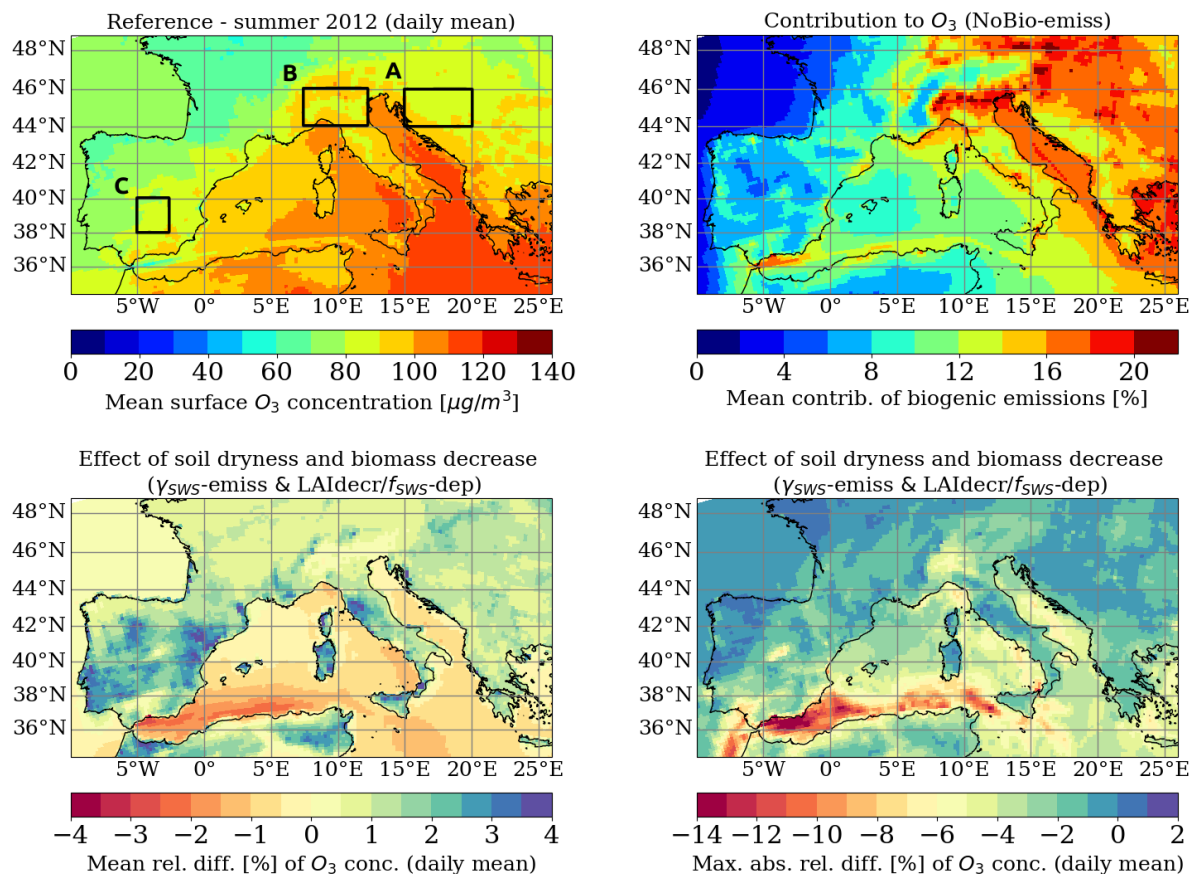 Reference - summer 2012 (daily mean)
48°N
46°N
44°N
42°N
40°N
38°N
36°N
B
A
C
5°W 0° 5°E 10°E 15°E 20°E 25°E
0 20 40 60 80 100 120 140
Mean surface O₃ concentration [μg/m³]
Contribution to O₃ (NoBio-emiss)
48°N
46°N
44°N
42°N
40°N
38°N
36°N
5°W 0° 5°E 10°E 15°E 20°E 25°E
0 4 8 12 16 20
Mean contrib. of biogenic emissions [%]
Effect of soil dryness and biomass decrease
(γSWS-emiss & LAIdecr/fSWS-dep)
48°N
46°N
44°N
42°N
40°N
38°N
36°N
5°W 0° 5°E 10°E 15°E 20°E 25°E
−4 −3 −2 −1 0 1 2 3 4
Mean rel. diff. [%] of O₃ conc. (daily mean)
Effect of soil dryness and biomass decrease
(γSWS-emiss & LAIdecr/fSWS-dep)
48°N
46°N
44°N
42°N
40°N
38°N
36°N
5°W 0° 5°E 10°E 15°E 20°E 25°E
−14 −12 −10 −8 −6 −4 −2 0 2
Max. abs. rel. diff. [%] of O₃ conc. (daily mean)